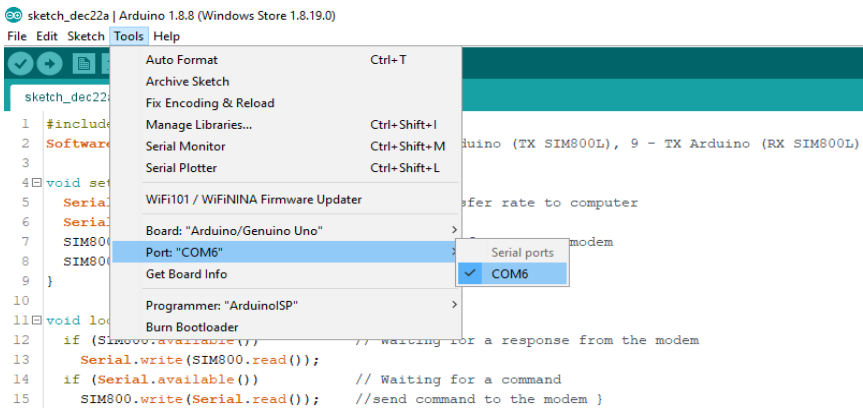 sketch_dec22a | Arduino 1.8.8 (Windows Store 1.8.19.0)
File Edit Sketch Tools Help
sketch_dec22
Auto Format Ctrl+T
Archive Sketch
Fix Encoding & Reload
Manage Libraries... Ctrl+Shift+I
Serial Monitor Ctrl+Shift+M
Serial Plotter Ctrl+Shift+L
WiFi101 / WiFiNINA Firmware Updater
Board: "Arduino/Genuino Uno"
Port: "COM6"
Get Board Info
Programmer: "ArduinoISP"
Burn Bootloader
Serial ports
COM6
1 #include
2 Software duino (TX SIM800L), 9 - TX Arduino (RX SIM800L)
3
4 void set
5 Serial sfer rate to computer
6 Serial
7 SIM800 modem
8 SIM800
9 }
10
11 void loo
12 if (SIM800.available()) // Waiting for a response from the modem
13 Serial.write(SIM800.read());
14 if (Serial.available()) // Waiting for a command
15 SIM800.write(Serial.read()); //send command to the modem }